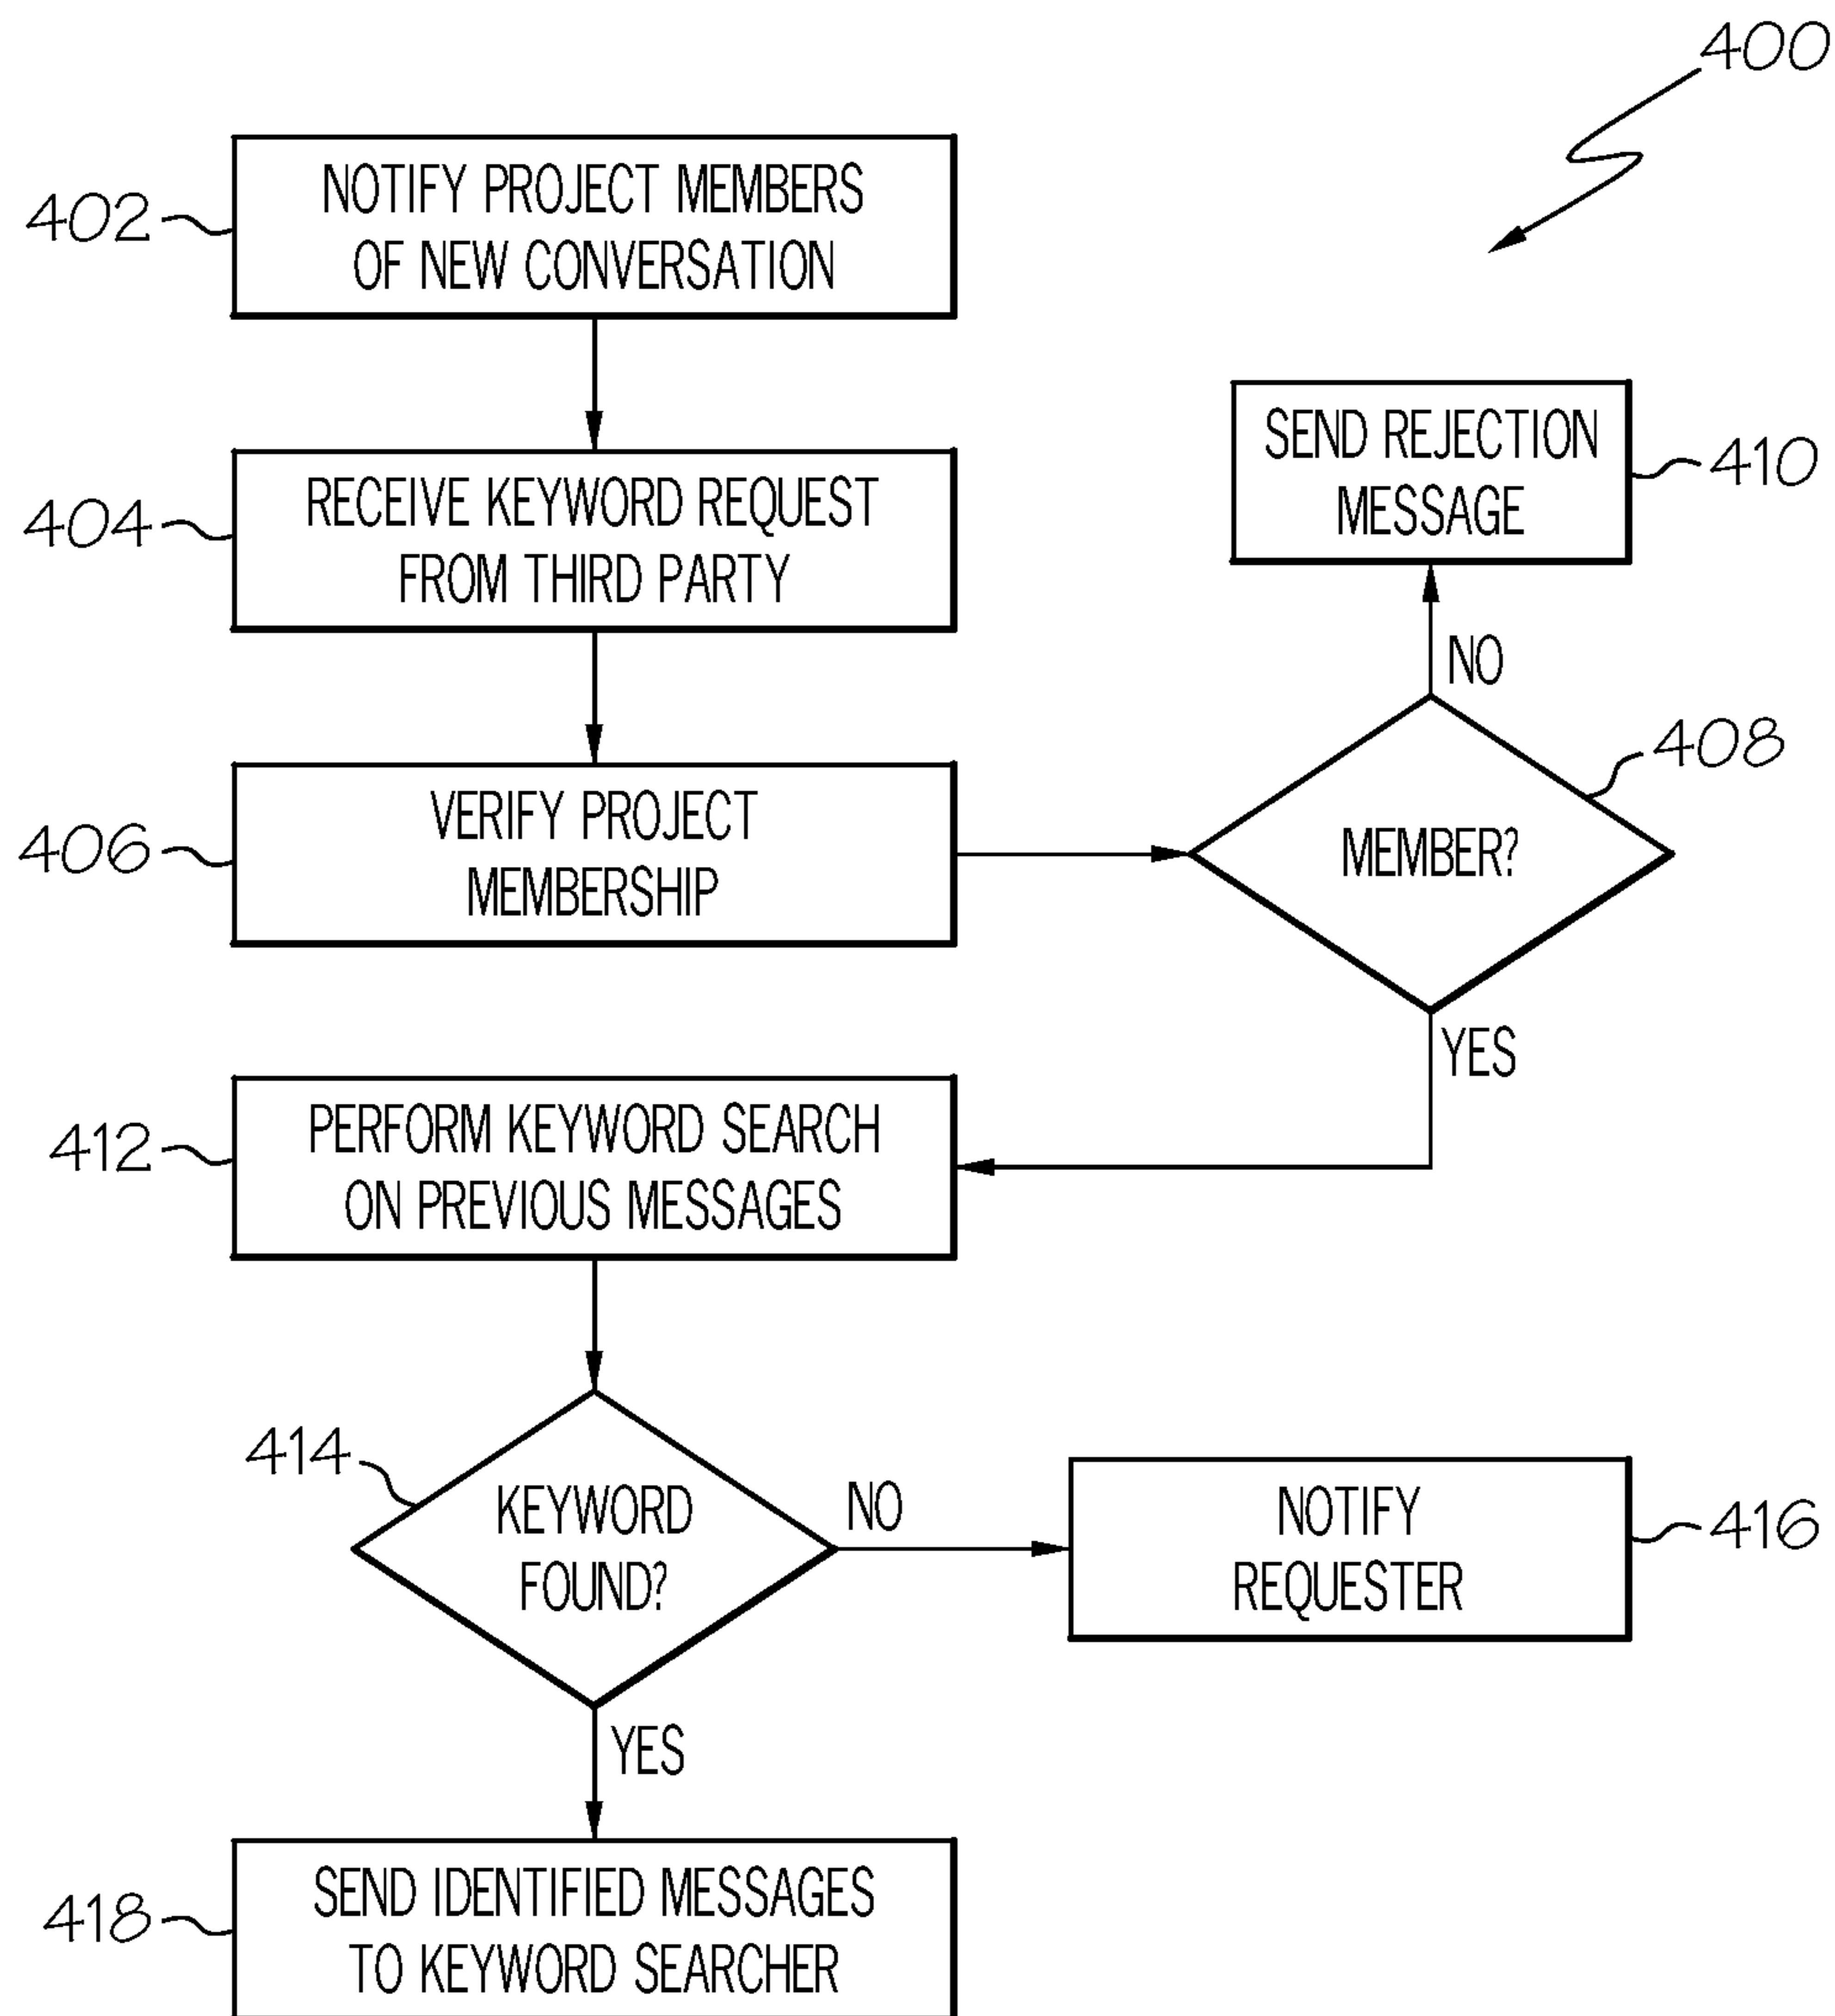 400
402
NOTIFY PROJECT MEMBERS
OF NEW CONVERSATION
404
RECEIVE KEYWORD REQUEST
FROM THIRD PARTY
SEND REJECTION
MESSAGE
410
NO
406
VERIFY PROJECT
MEMBERSHIP
408
MEMBER?
YES
412
PERFORM KEYWORD SEARCH
ON PREVIOUS MESSAGES
414
KEYWORD
FOUND?
NO
NOTIFY
REQUESTER
416
YES
418
SEND IDENTIFIED MESSAGES
TO KEYWORD SEARCHER